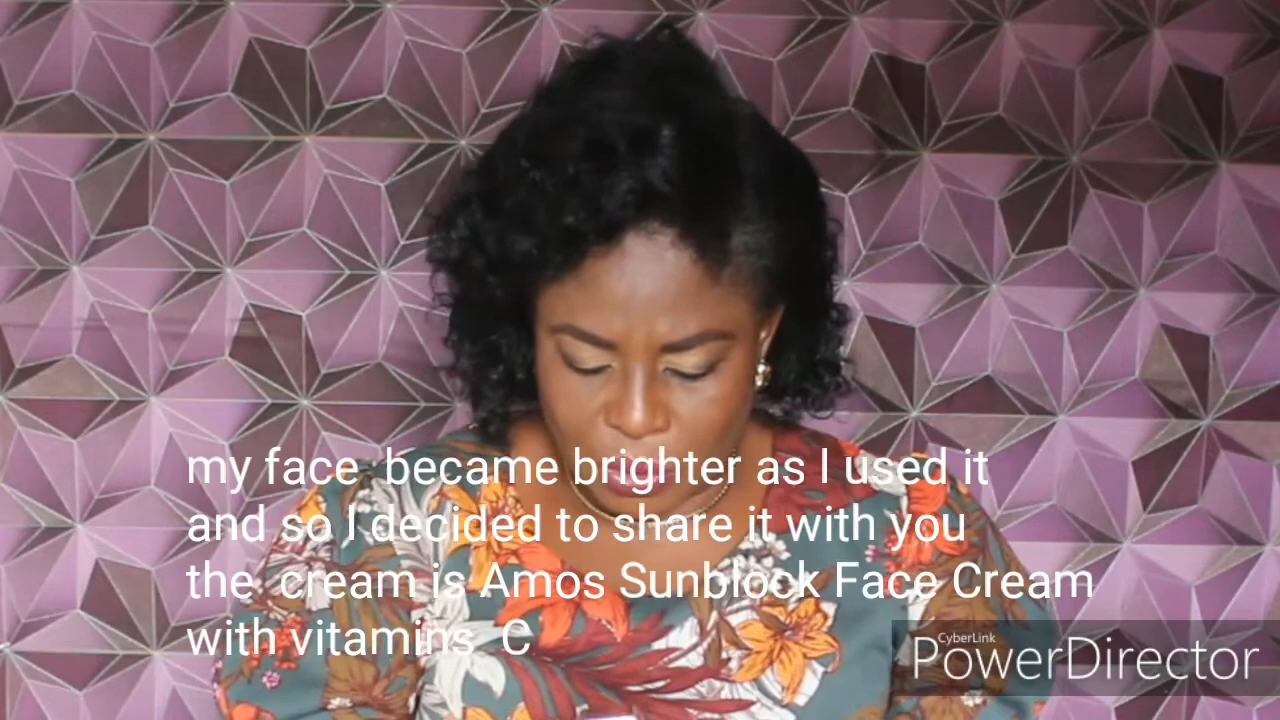 my face  became brighter as I used it
and so I decided to share it with you
the  cream is Amos Sunblock Face Cream
with vitamins  C
CyberLink
PowerDirector